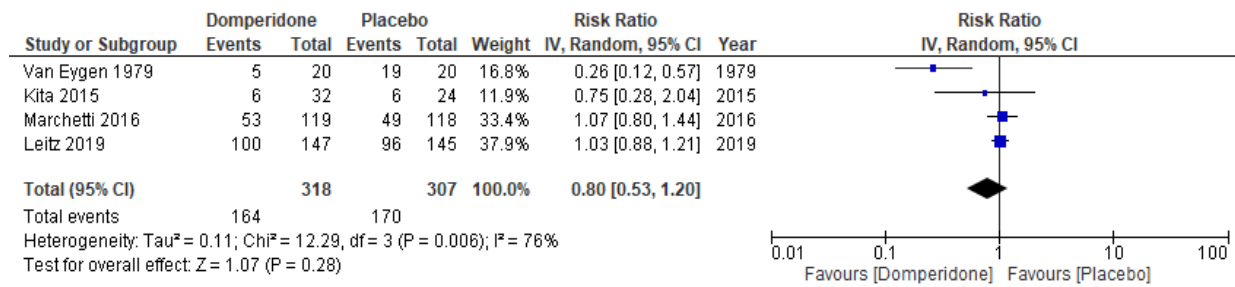 Domperidone Placebo Risk Ratio Risk Ratio
Study or Subgroup Events Total Events Total Weight IV, Random, 95% CI Year IV, Random, 95% CI
Van Eygen 1979 5 20 19 20 16.8% 0.26 [0.12, 0.57] 1979
Kita 2015 6 32 6 24 11.9% 0.75 [0.28, 2.04] 2015
Marchetti 2016 53 119 49 118 33.4% 1.07 [0.80, 1.44] 2016
Leitz 2019 100 147 96 145 37.9% 1.03 [0.88, 1.21] 2019
Total (95% CI) 318 307 100.0% 0.80 [0.53, 1.20]
Total events 164 170
Heterogeneity: Tau² = 0.11; Chi² = 12.29, df = 3 (P = 0.006); I² = 76%
Test for overall effect: Z = 1.07 (P = 0.28)
0.01 0.1 1 10 100
Favours [Domperidone] Favours [Placebo]